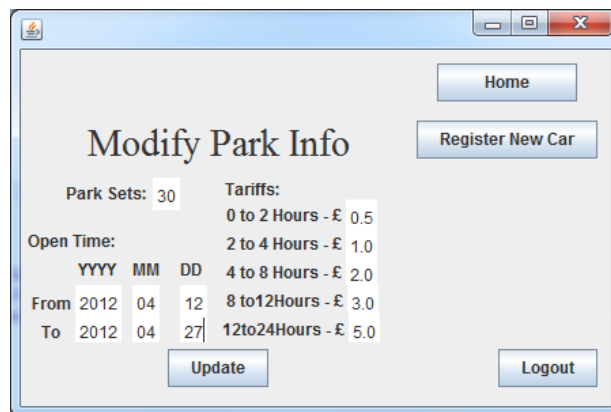 Home
Modify Park Info
Register New Car
Park Sets: 30
Tariffs:
0 to 2 Hours - £ 0.5
Open Time:
2 to 4 Hours - £ 1.0
YYYY MM DD
4 to 8 Hours - £ 2.0
From 2012 04 12
8 to12Hours - £ 3.0
To 2012 04 27
12to24Hours - £ 5.0
Update
Logout